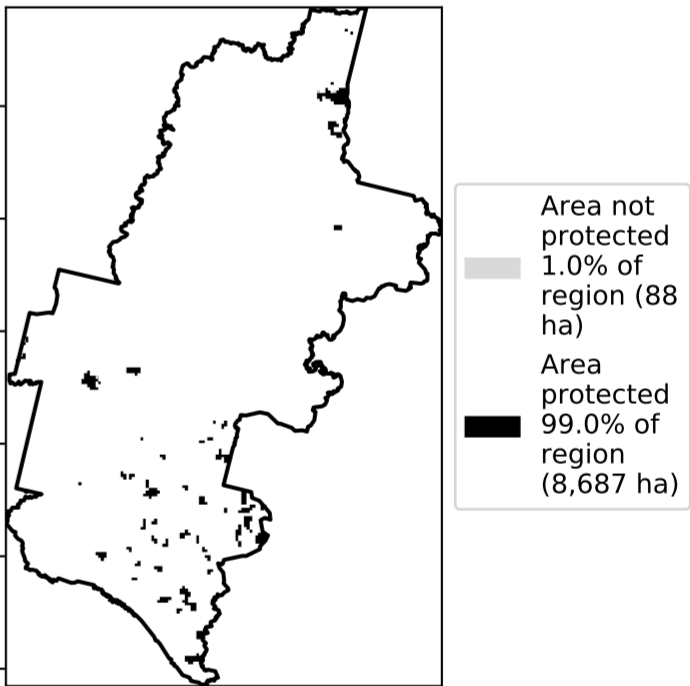 Area not
protected
1.0% of
region (88
ha)
Area
protected
99.0% of
region
(8,687 ha)